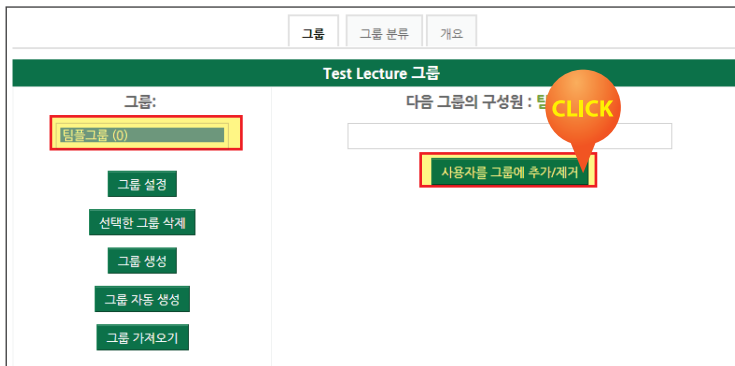 그룹 그룹 분류 개요
Test Lecture 그룹
그룹:
팀플그룹 (0)
그룹 설정
선택한 그룹 삭제
그룹 생성
그룹 자동 생성
그룹 가져오기
다음 그룹의 구성원 :
CLICK
사용자를 그룹에 추가/제거